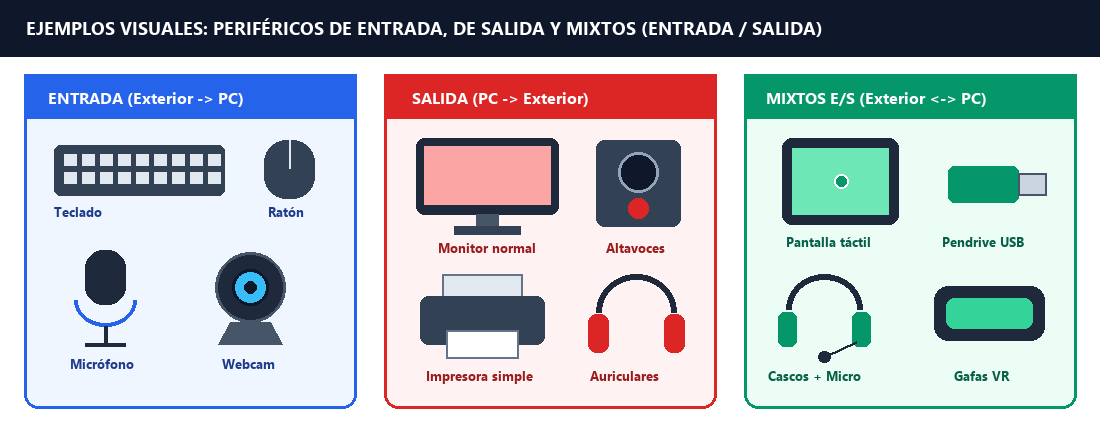 EJEMPLOS VISUALES: PERIFÉRICOS DE ENTRADA, DE SALIDA Y MIXTOS (ENTRADA / SALIDA)
ENTRADA (Exterior -> PC)
Teclado
Ratón
Micrófono
Webcam
SALIDA (PC -> Exterior)
Monitor normal
Altavoces
Impresora simple
Auriculares
MIXTOS E/S (Exterior <-> PC)
Pantalla táctil
Pendrive USB
Cascos + Micro
Gafas VR